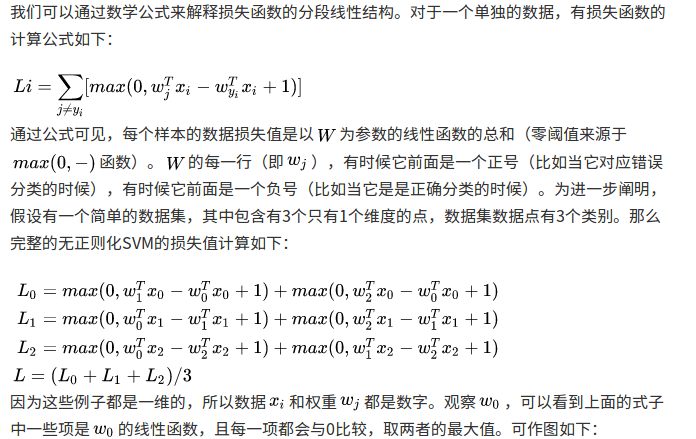 我们可以通过数学公式来解释损失函数的分段线性结构。对于一个单独的数据，有损失函数的
计算公式如下：
Li = ∑_{j≠y_i} [max(0, w_j^T x_i − w_{y_i}^T x_i + 1)]
通过公式可见，每个样本的数据损失值是以 W 为参数的线性函数的总和（零阈值来源于
max(0, −) 函数）。 W 的每一行（即 w_j ），有时候它前面是一个正号（比如当它对应错误
分类的时候），有时候它前面是一个负号（比如当它是是正确分类的时候）。为进一步阐明，
假设有一个简单的数据集，其中包含有3个只有1个维度的点，数据集数据点有3个类别。那么
完整的无正则化SVM的损失值计算如下：
L_0 = max(0, w_1^T x_0 − w_0^T x_0 + 1) + max(0, w_2^T x_0 − w_0^T x_0 + 1)
L_1 = max(0, w_0^T x_1 − w_1^T x_1 + 1) + max(0, w_2^T x_1 − w_1^T x_1 + 1)
L_2 = max(0, w_0^T x_2 − w_2^T x_2 + 1) + max(0, w_1^T x_2 − w_2^T x_2 + 1)
L = (L_0 + L_1 + L_2)/3
因为这些例子都是一维的，所以数据 x_i 和权重 w_j 都是数字。观察 w_0 ，可以看到上面的式子
中一些项是 w_0 的线性函数，且每一项都会与0比较，取两者的最大值。可作图如下：